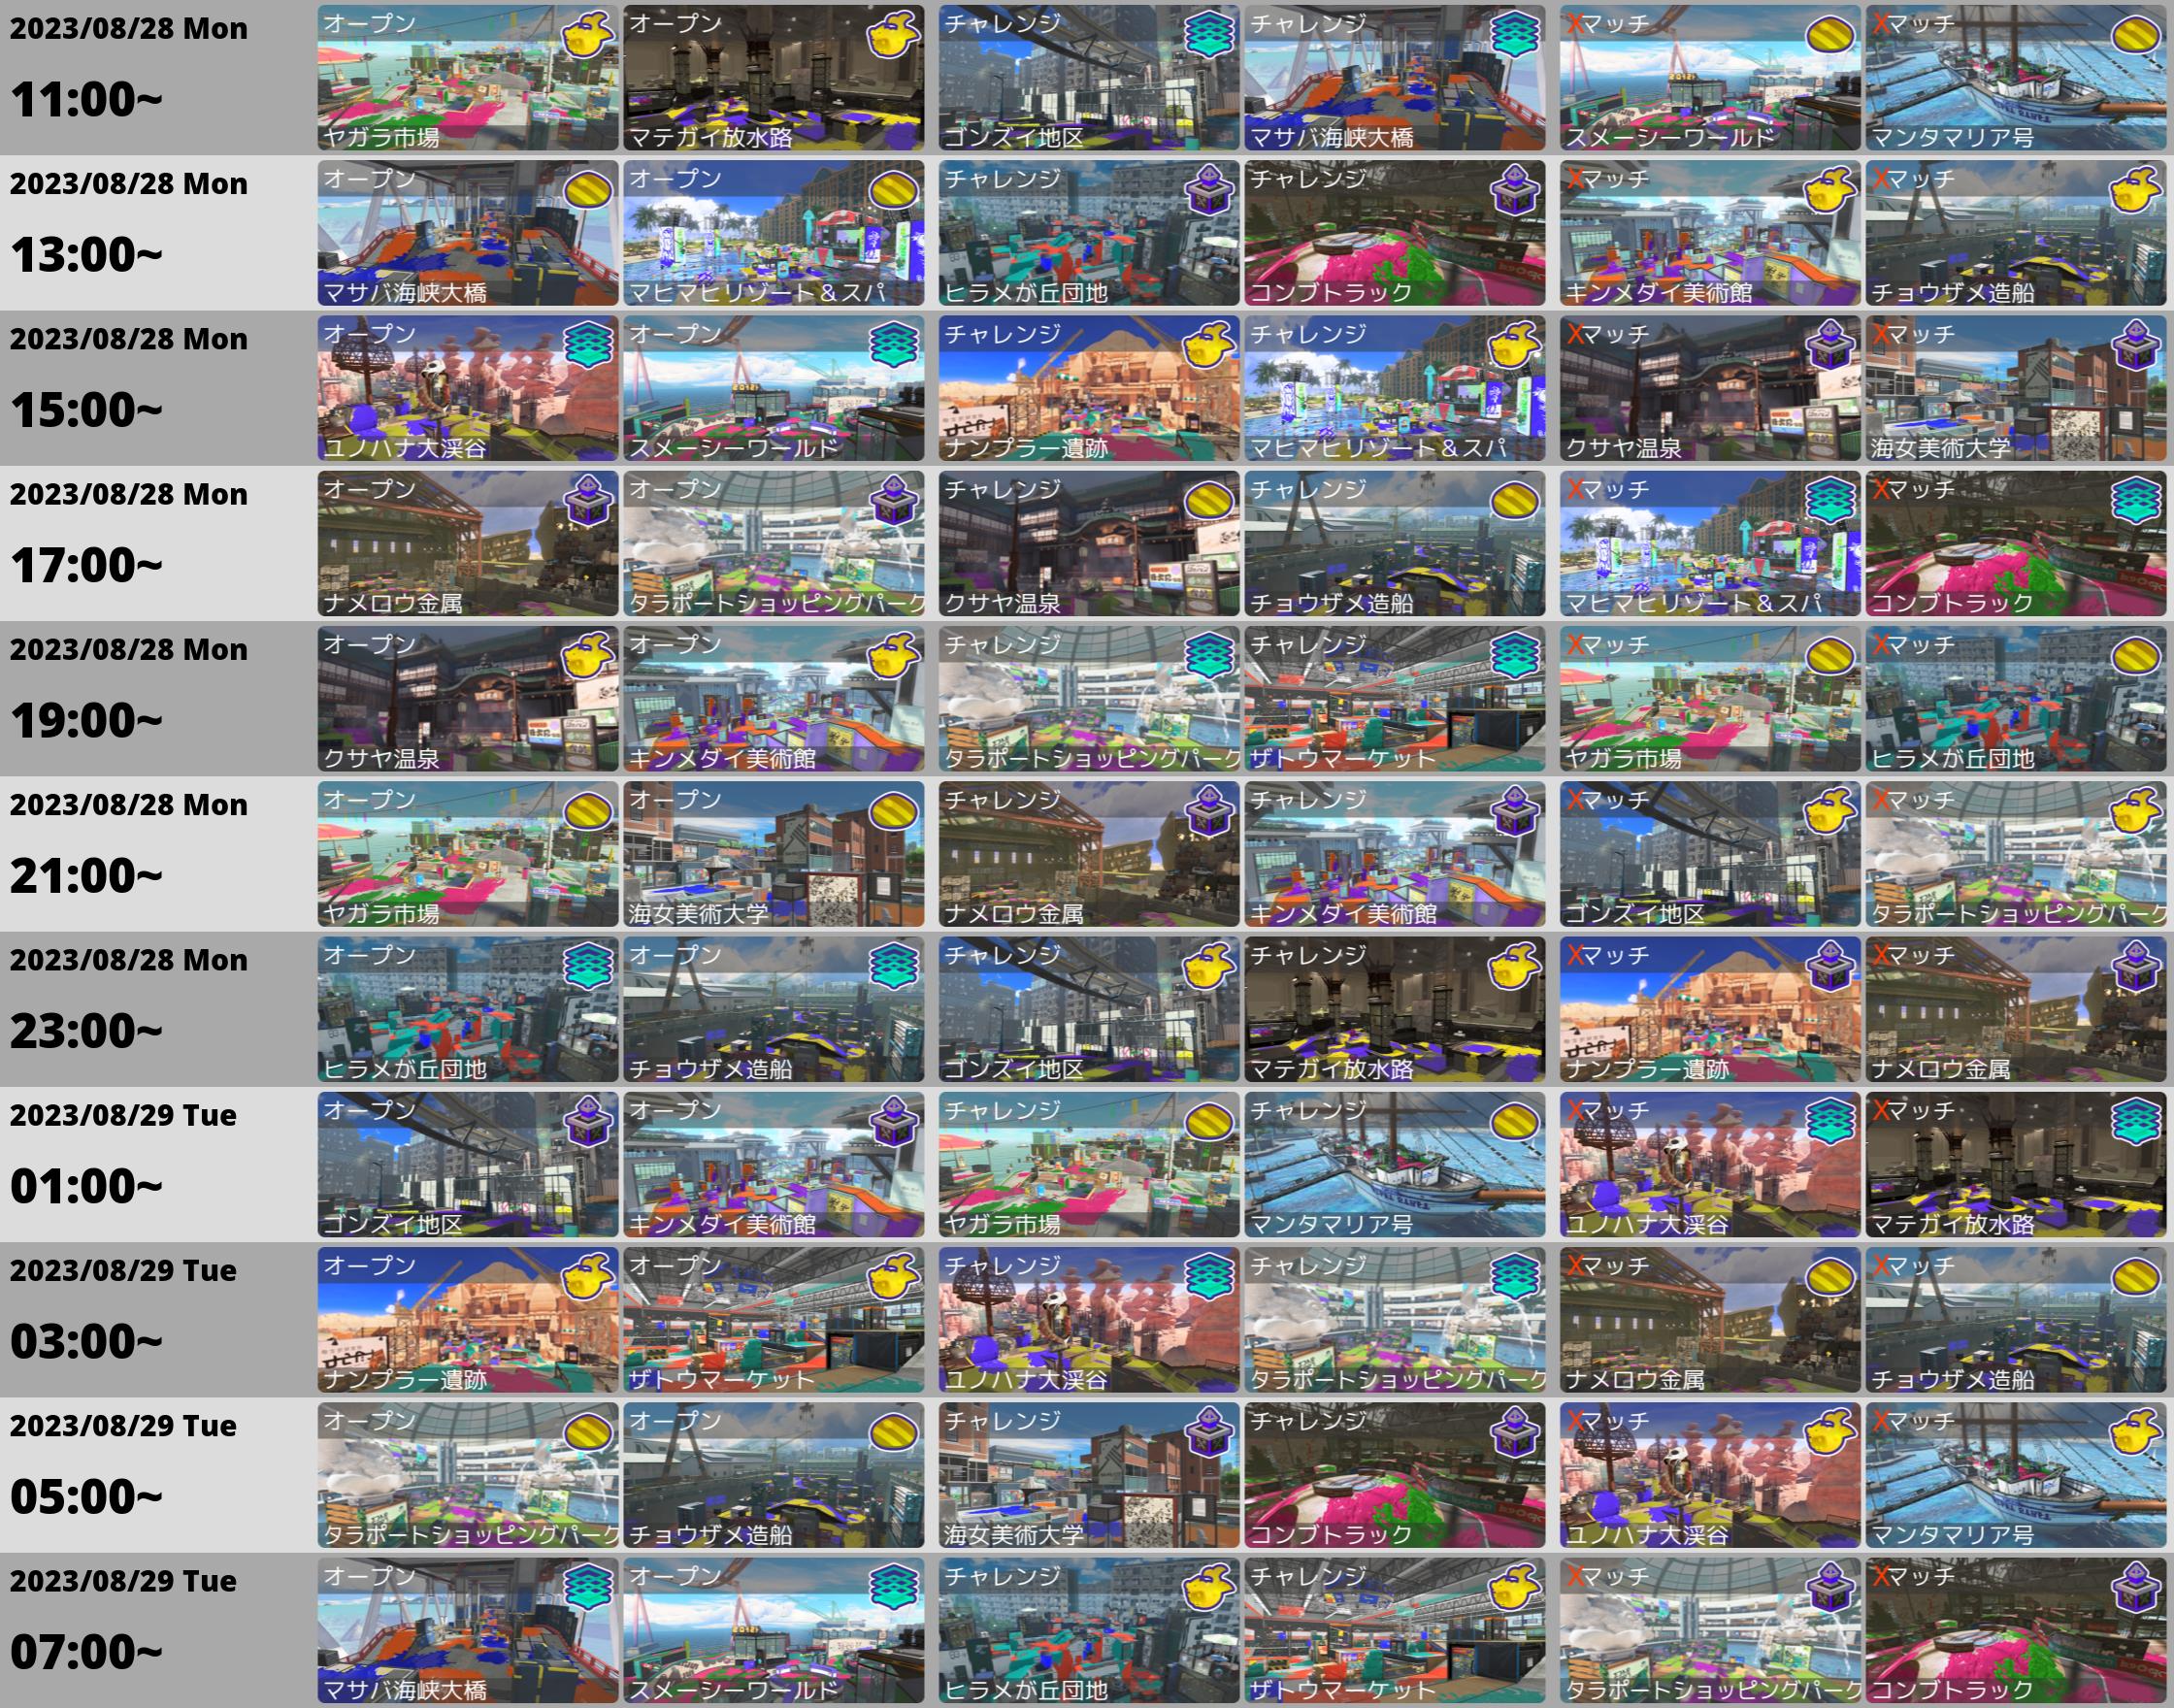 2023/08/28 Mon
11:00~
オープン オープン チャレンジ チャレンジ Xマッチ Xマッチ
ヤガラ市場 マテガイ放水路 ゴンズイ地区 マサバ海峡大橋 スメーシーワールド マンタマリア号
2023/08/28 Mon
13:00~
オープン オープン チャレンジ チャレンジ Xマッチ Xマッチ
マサバ海峡大橋 マヒマヒリゾート＆スパ ヒラメが丘団地 コンブトラック キンメダイ美術館 チョウザメ造船
2023/08/28 Mon
15:00~
オープン オープン チャレンジ チャレンジ Xマッチ Xマッチ
ユノハナ大渓谷 スメーシーワールド ナンプラー遺跡 マヒマヒリゾート＆スパ クサヤ温泉 海女美術大学
2023/08/28 Mon
17:00~
オープン オープン チャレンジ チャレンジ Xマッチ Xマッチ
ナメロウ金属 タラポートショッピングパーク クサヤ温泉 チョウザメ造船 マヒマヒリゾート＆スパ コンブトラック
2023/08/28 Mon
19:00~
オープン オープン チャレンジ チャレンジ Xマッチ Xマッチ
クサヤ温泉 キンメダイ美術館 タラポートショッピングパーク ザトウマーケット ヤガラ市場 ヒラメが丘団地
2023/08/28 Mon
21:00~
オープン オープン チャレンジ チャレンジ Xマッチ Xマッチ
ヤガラ市場 海女美術大学 ナメロウ金属 キンメダイ美術館 ゴンズイ地区 タラポートショッピングパーク
2023/08/28 Mon
23:00~
オープン オープン チャレンジ チャレンジ Xマッチ Xマッチ
ヒラメが丘団地 チョウザメ造船 ゴンズイ地区 マテガイ放水路 ナンプラー遺跡 ナメロウ金属
2023/08/29 Tue
01:00~
オープン オープン チャレンジ チャレンジ Xマッチ Xマッチ
ゴンズイ地区 キンメダイ美術館 ヤガラ市場 マンタマリア号 ユノハナ大渓谷 マテガイ放水路
2023/08/29 Tue
03:00~
オープン オープン チャレンジ チャレンジ Xマッチ Xマッチ
ナンプラー遺跡 ザトウマーケット ユノハナ大渓谷 タラポートショッピングパーク ナメロウ金属 チョウザメ造船
2023/08/29 Tue
05:00~
オープン オープン チャレンジ チャレンジ Xマッチ Xマッチ
タラポートショッピングパーク チョウザメ造船 海女美術大学 コンブトラック ユノハナ大渓谷 マンタマリア号
2023/08/29 Tue
07:00~
オープン オープン チャレンジ チャレンジ Xマッチ Xマッチ
マサバ海峡大橋 スメーシーワールド ヒラメが丘団地 ザトウマーケット タラポートショッピングパーク コンブトラック